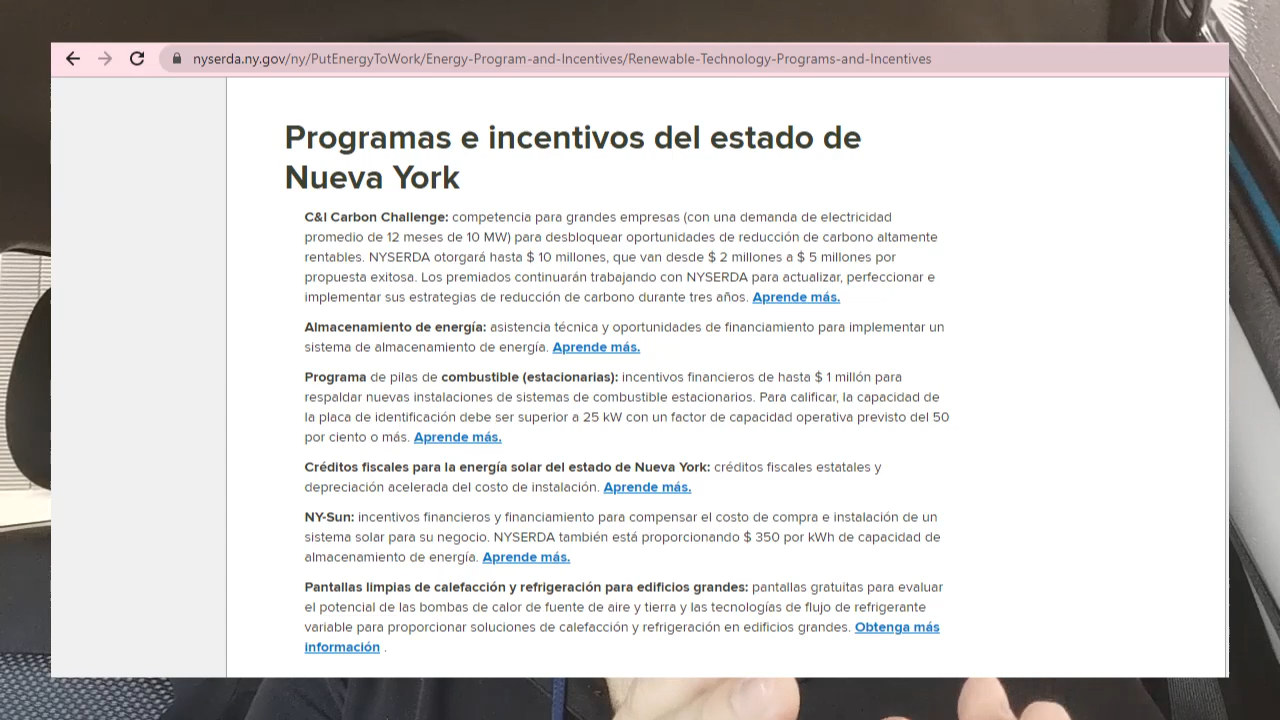 nyserda.ny.gov/ny/PutEnergyToWork/Energy-Program-and-Incentives/Renewable-Technology-Programs-and-Incentives
Programas e incentivos del estado de
Nueva York
C&I Carbon Challenge: competencia para grandes empresas (con una demanda de electricidad
promedio de 12 meses de 10 MW) para desbloquear oportunidades de reducción de carbono altamente
rentables. NYSERDA otorgará hasta $ 10 millones, que van desde $ 2 millones a $ 5 millones por
propuesta exitosa. Los premiados continuarán trabajando con NYSERDA para actualizar, perfeccionar e
implementar sus estrategias de reducción de carbono durante tres años. Aprende más.
Almacenamiento de energía: asistencia técnica y oportunidades de financiamiento para implementar un
sistema de almacenamiento de energía. Aprende más.
Programa de pilas de combustible (estacionarias): incentivos financieros de hasta $ 1 millón para
respaldar nuevas instalaciones de sistemas de combustible estacionarios. Para calificar, la capacidad de
la placa de identificación debe ser superior a 25 kW con un factor de capacidad operativa previsto del 50
por ciento o más. Aprende más.
Créditos fiscales para la energía solar del estado de Nueva York: créditos fiscales estatales y
depreciación acelerada del costo de instalación. Aprende más.
NY-Sun: incentivos financieros y financiamiento para compensar el costo de compra e instalación de un
sistema solar para su negocio. NYSERDA también está proporcionando $ 350 por kWh de capacidad de
almacenamiento de energía. Aprende más.
Pantallas limpias de calefacción y refrigeración para edificios grandes: pantallas gratuitas para evaluar
el potencial de las bombas de calor de fuente de aire y tierra y las tecnologías de flujo de refrigerante
variable para proporcionar soluciones de calefacción y refrigeración en edificios grandes. Obtenga más
información .